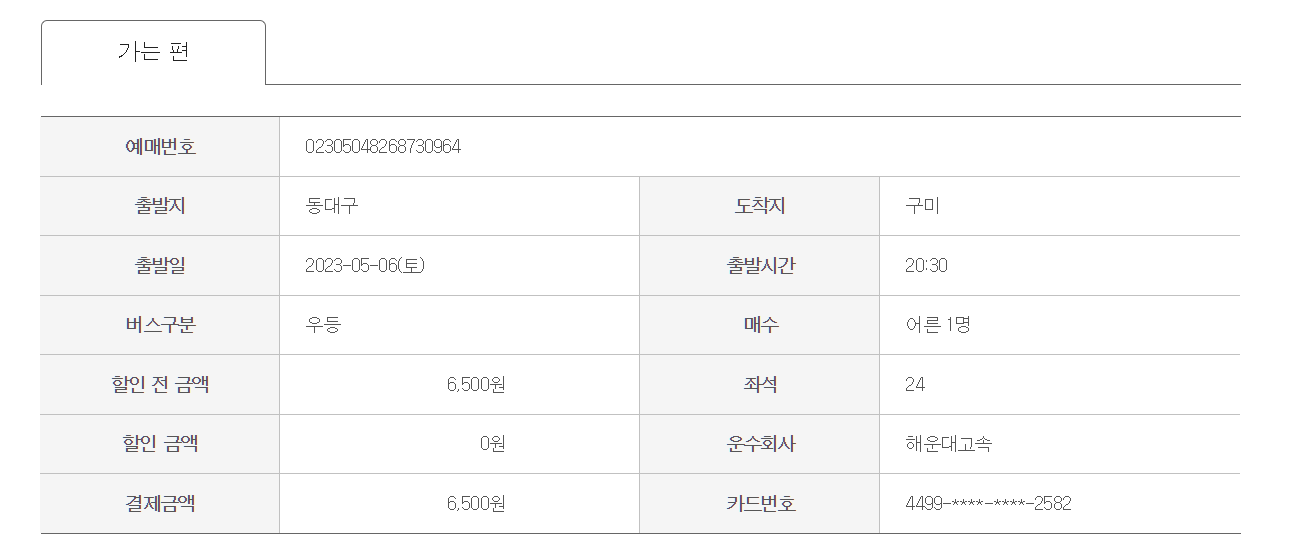 가는 편
예매번호 02305048268730964
출발지 동대구 도착지 구미
출발일 2023-05-06(토) 출발시간 20:30
버스구분 우등 매수 어른 1명
할인 전 금액 6,500원 좌석 24
할인 금액 0원 운수회사 해운대고속
결제금액 6,500원 카드번호 4499-****-****-2582